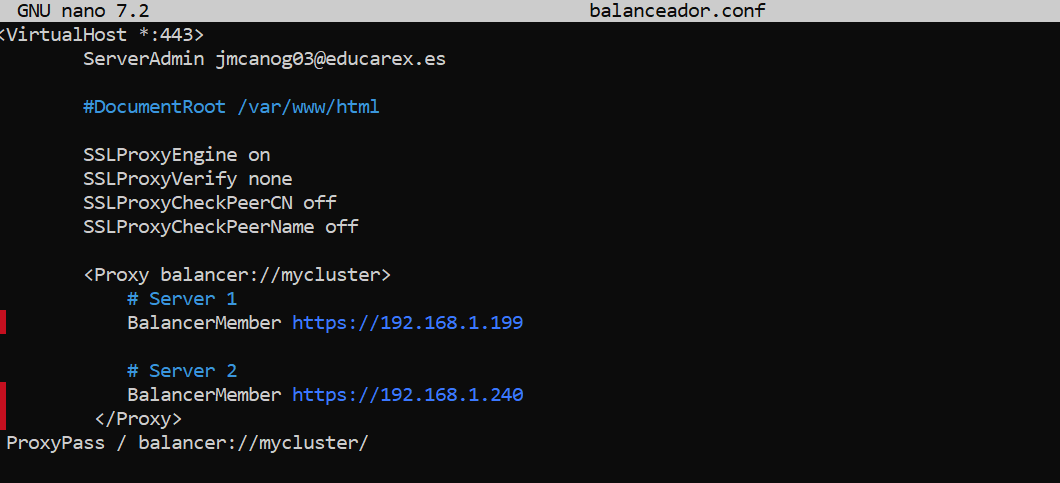 GNU nano 7.2 balanceador.conf
<VirtualHost *:443>
ServerAdmin jmcanog03@educarex.es
#DocumentRoot /var/www/html
SSLProxyEngine on
SSLProxyVerify none
SSLProxyCheckPeerCN off
SSLProxyCheckPeerName off
<Proxy balancer://mycluster>
# Server 1
BalancerMember https://192.168.1.199
# Server 2
BalancerMember https://192.168.1.240
</Proxy>
ProxyPass / balancer://mycluster/